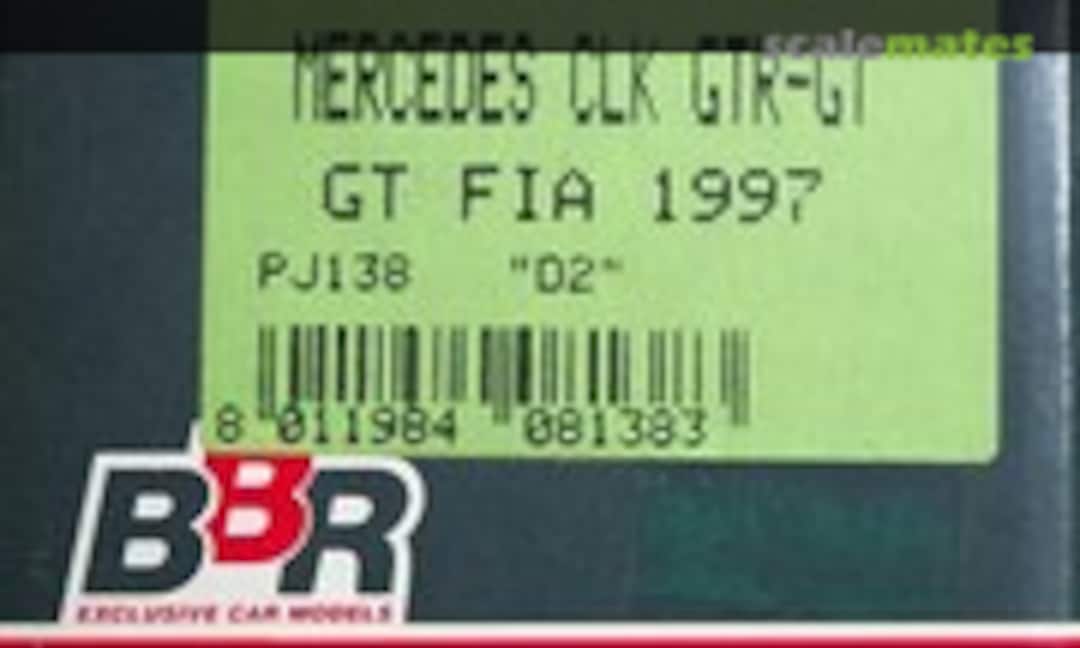 scalemates
MERCEDES CLK GTR-GT
GT FIA 1997
PJ138 "D2"
8 011984 081383
BBR
EXCLUSIVE CAR MODELS